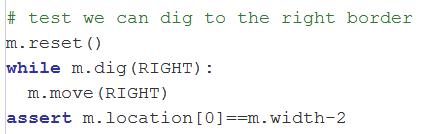 # test we can dig to the right border
m.reset()
while m.dig(RIGHT):
  m.move(RIGHT)
assert m.location[0]==m.width-2